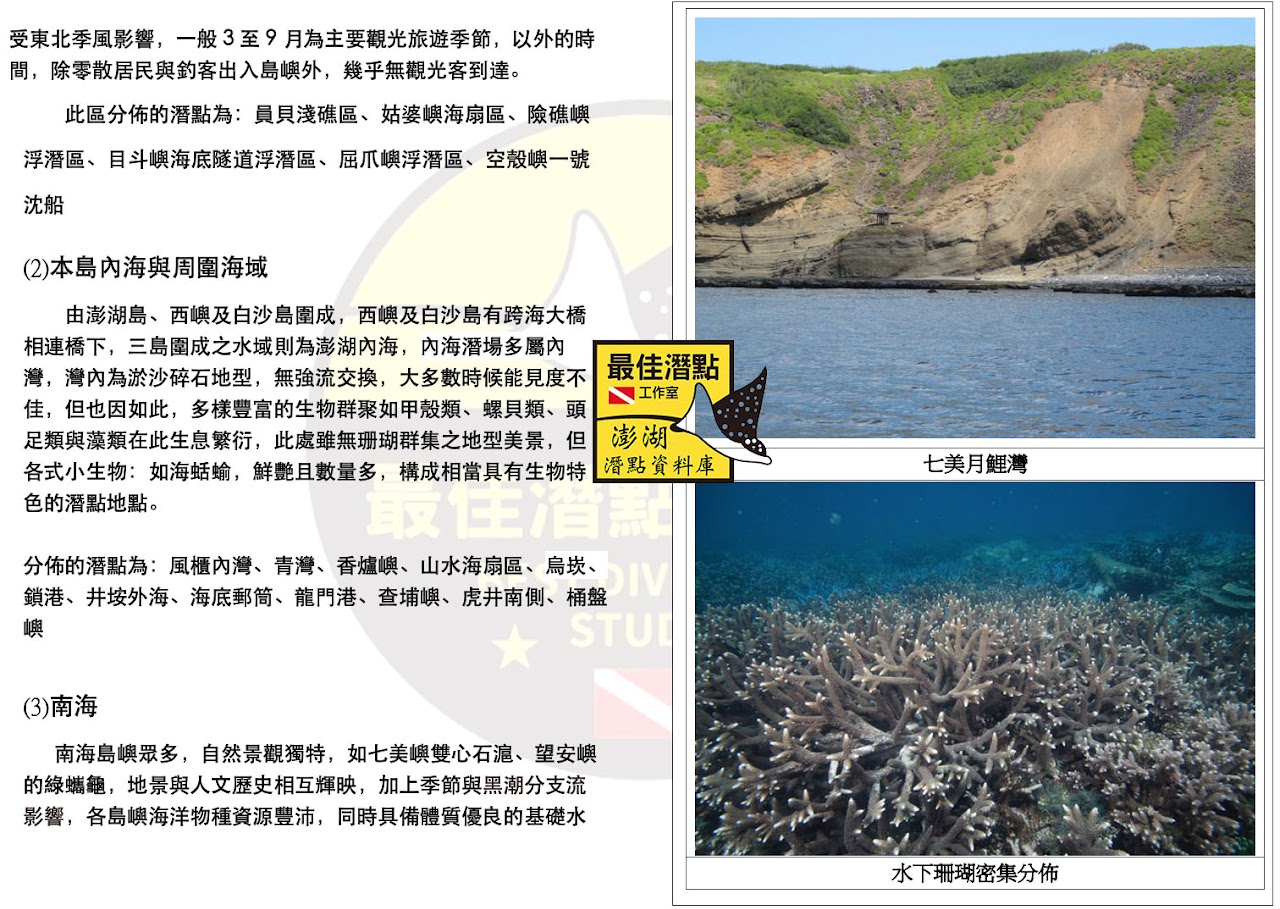 受東北季風影響，一般 3 至 9 月為主要觀光旅遊季節，以外的時
間，除零散居民與釣客出入島嶼外，幾乎無觀光客到達。
此區分佈的潛點為：員貝淺礁區、姑婆嶼海扇區、險礁嶼
浮潛區、目斗嶼海底隧道浮潛區、屈爪嶼浮潛區、空殼嶼一號
沈船
(2)本島內海與周圍海域
由澎湖島、西嶼及白沙島圍成，西嶼及白沙島有跨海大橋
相連橋下，三島圍成之水域則為澎湖內海，內海潛場多屬內
灣，灣內為淤沙碎石地型，無強流交換，大多數時候能見度不
佳，但也因如此，多樣豐富的生物群聚如甲殼類、螺貝類、頭
足類與藻類在此生息繁衍，此處雖無珊瑚群集之地型美景，但
各式小生物：如海蛞蝓，鮮艷且數量多，構成相當具有生物特
色的潛點地點。
分佈的潛點為：風櫃內灣、青灣、香爐嶼、山水海扇區、烏崁、
鎖港、井垵外海、海底郵筒、龍門港、查埔嶼、虎井南側、桶盤
嶼
(3)南海
南海島嶼眾多，自然景觀獨特，如七美嶼雙心石滬、望安嶼
的綠蠵龜，地景與人文歷史相互輝映，加上季節與黑潮分支流
影響，各島嶼海洋物種資源豐沛，同時具備體質優良的基礎水
最佳潛點
工作室
澎湖
潛點資料庫
七美月鯉灣
水下珊瑚密集分佈
最佳潛點
BEST DIV
STUD